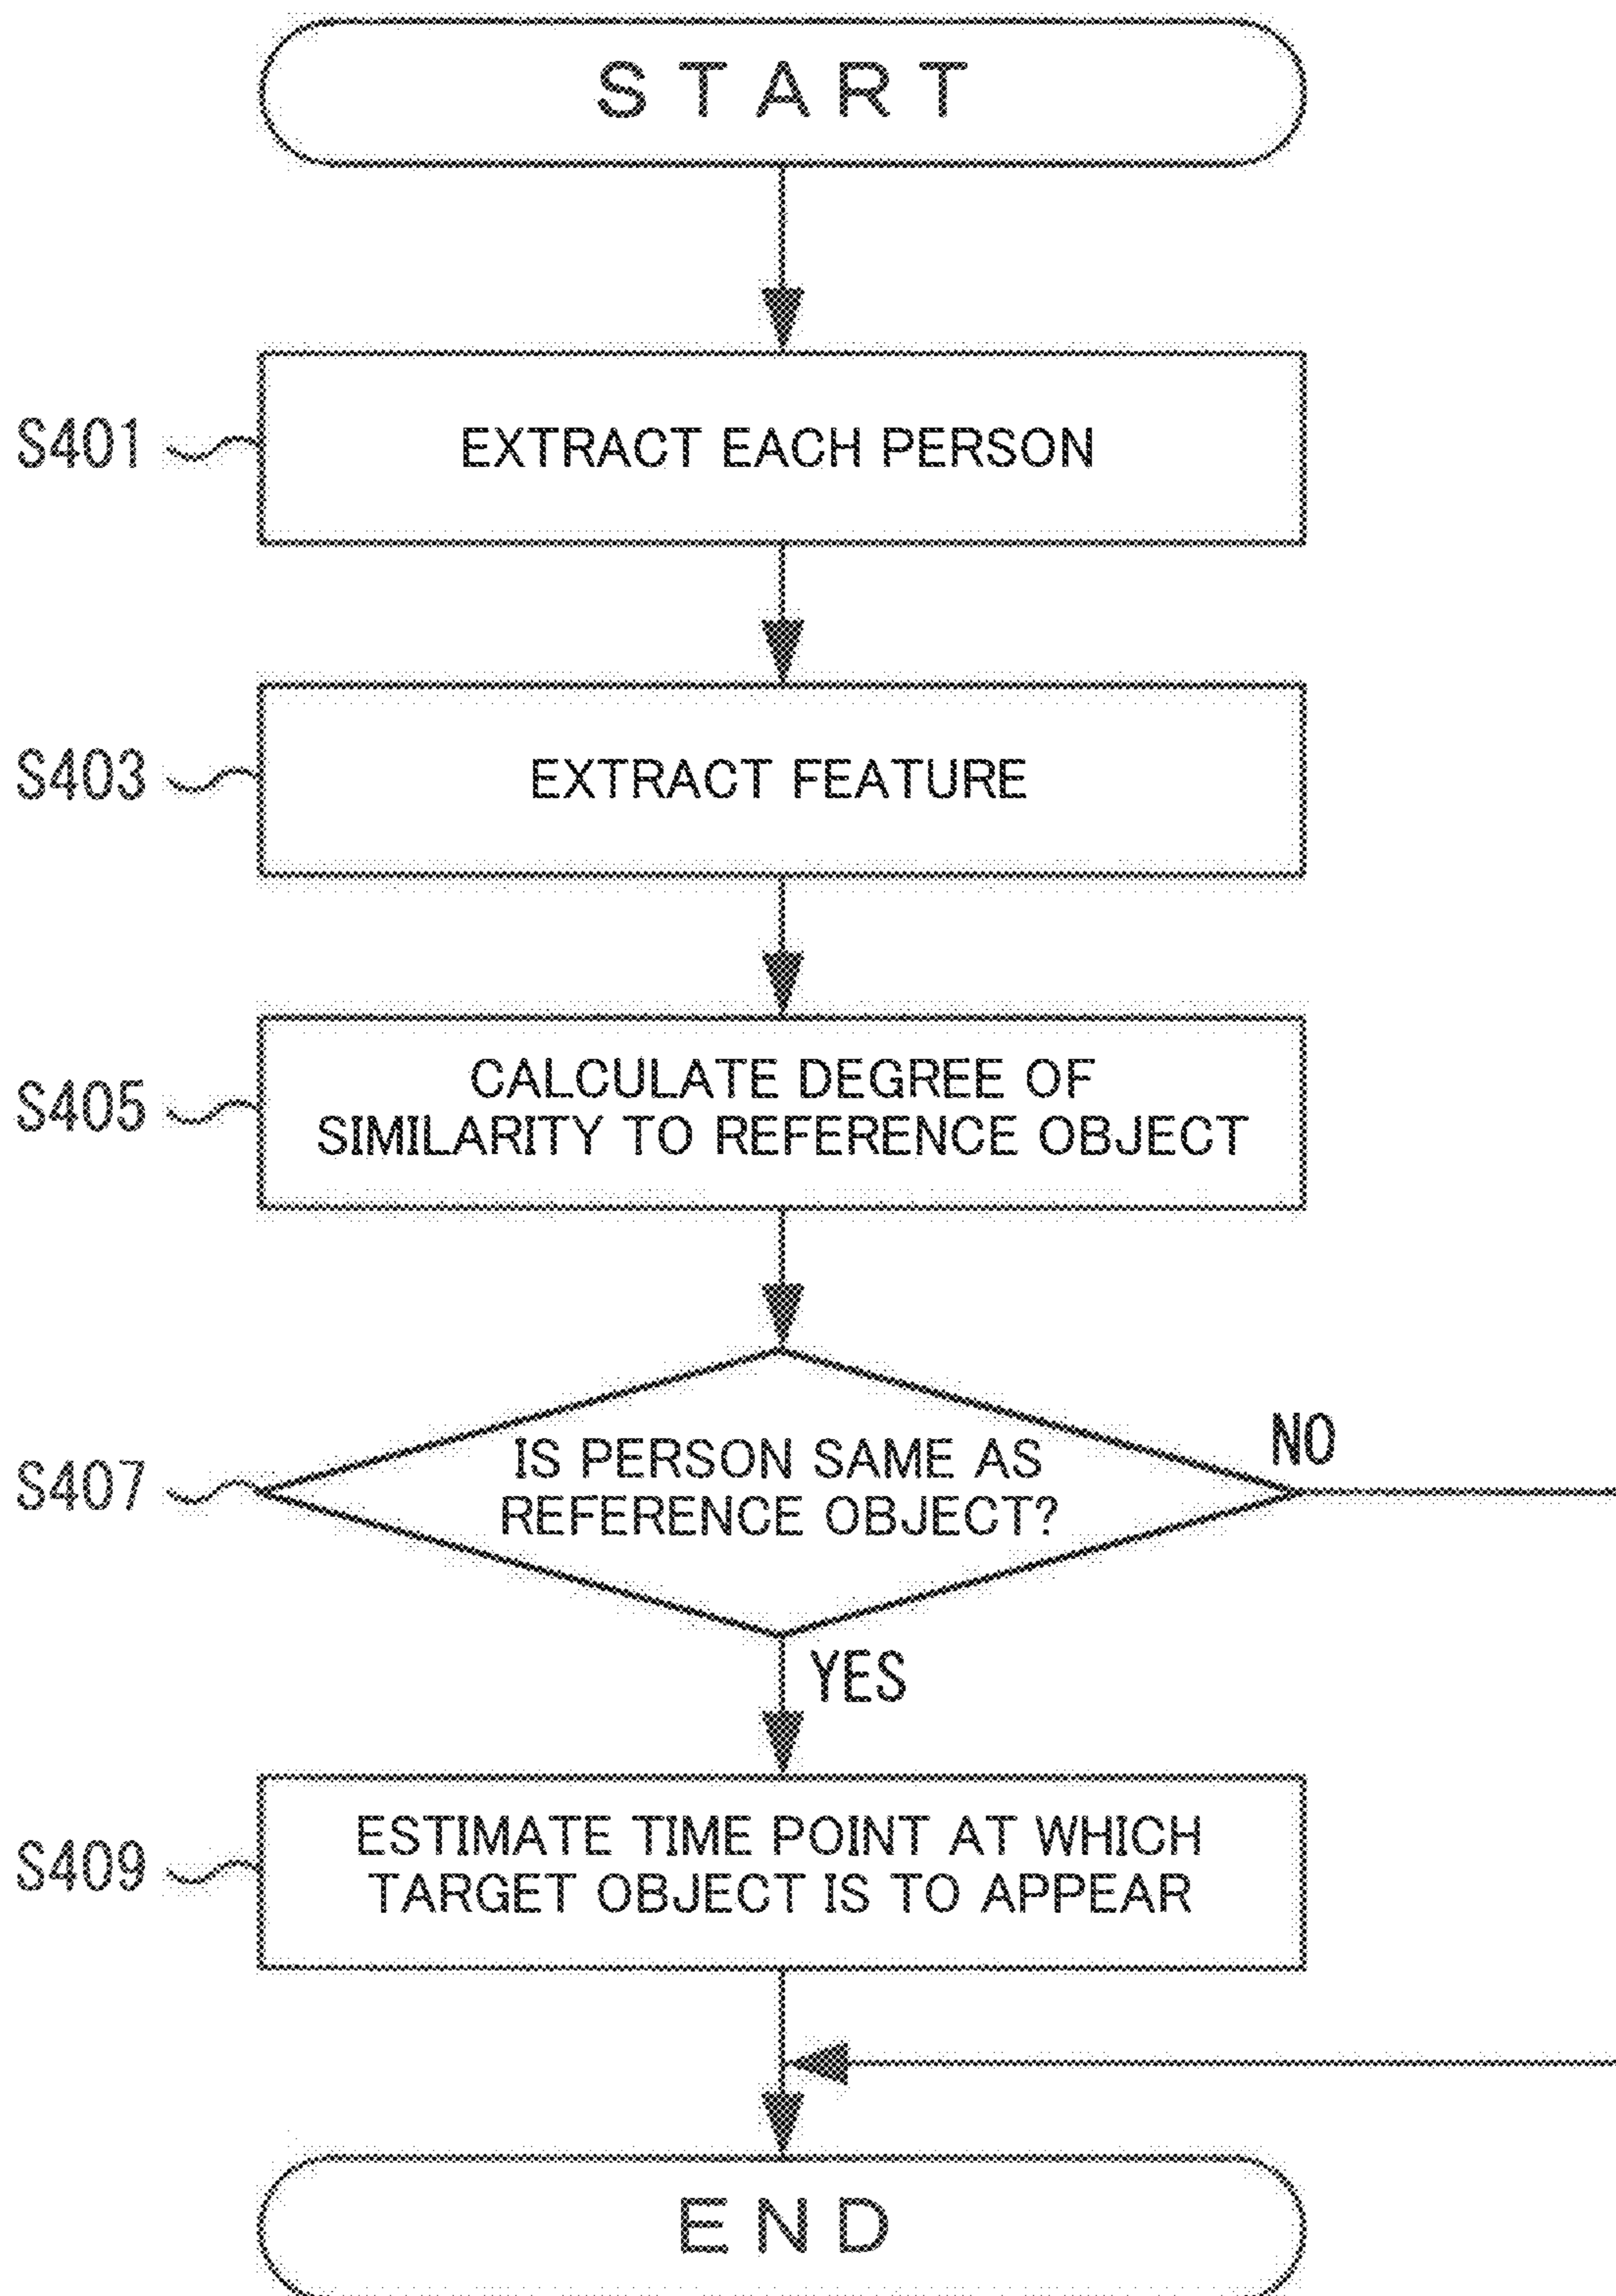 START
S401
EXTRACT EACH PERSON
S403
EXTRACT FEATURE
S405
CALCULATE DEGREE OF
SIMILARITY TO REFERENCE OBJECT
S407
IS PERSON SAME AS
REFERENCE OBJECT?
NO
YES
S409
ESTIMATE TIME POINT AT WHICH
TARGET OBJECT IS TO APPEAR
END